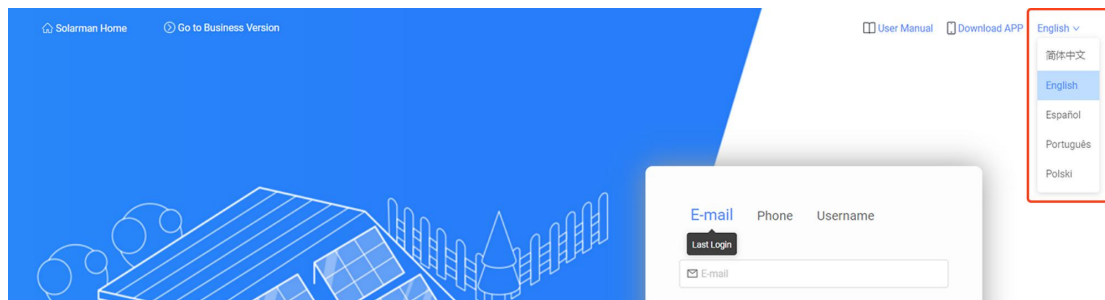 Solarman Home Go to Business Version User Manual Download APP English
简体中文
English
Español
Português
Polski
E-mail Phone Username
Last Login
E-mail